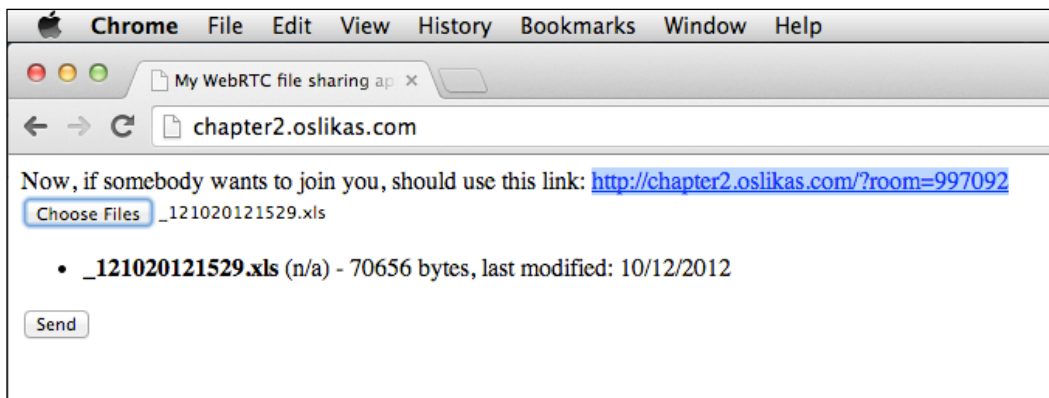 Chrome File Edit View History Bookmarks Window Help
My WebRTC file sharing ap
chapter2.oslikas.com
Now, if somebody wants to join you, should use this link: http://chapter2.oslikas.com/?room=997092
Choose Files _121020121529.xls
• _121020121529.xls (n/a) - 70656 bytes, last modified: 10/12/2012
Send